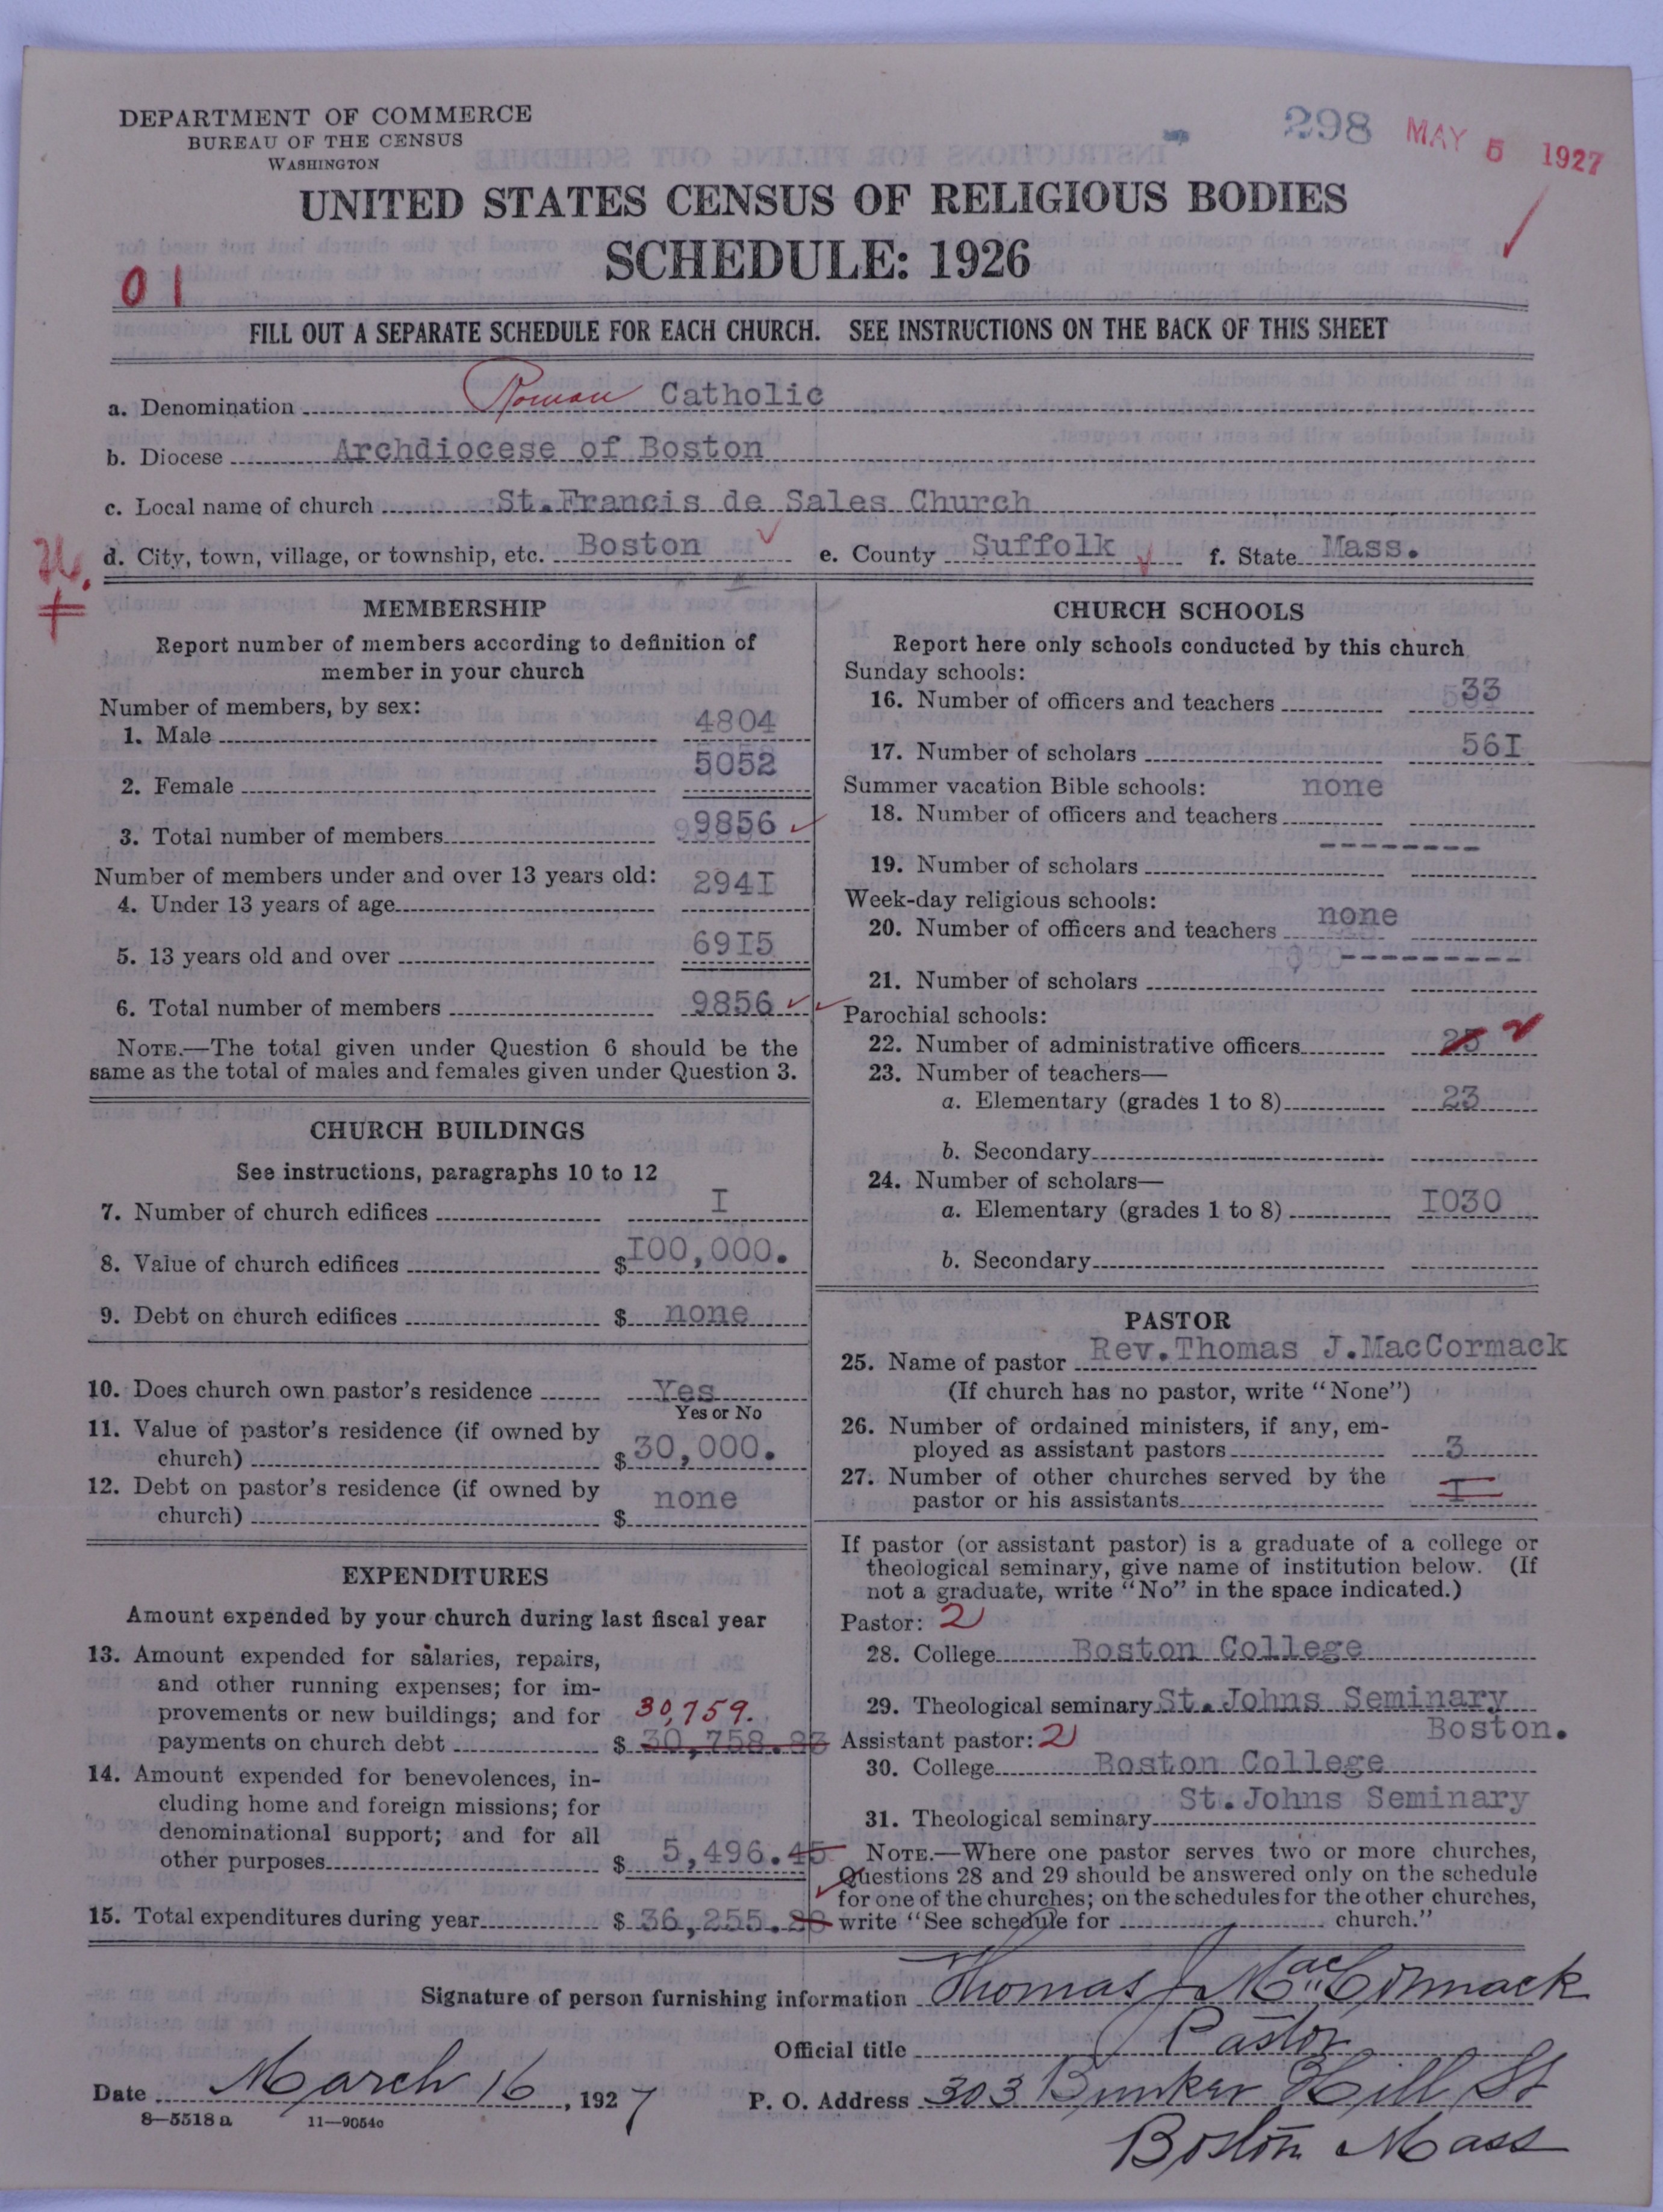 DEPARTMENT OF COMMERCE
BUREAU OF THE CENSUS
WASHINGTON
298 MAY 5 1927
UNITED STATES CENSUS OF RELIGIOUS BODIES
SCHEDULE: 1926
01
FILL OUT A SEPARATE SCHEDULE FOR EACH CHURCH. SEE INSTRUCTIONS ON THE BACK OF THIS SHEET
a. Denomination Roman Catholic
b. Diocese Archdiocese of Boston
c. Local name of church St.Francis de Sales Church
d. City, town, village, or township, etc. Boston e. County Suffolk f. State Mass.
MEMBERSHIP
Report number of members according to definition of
member in your church
Number of members, by sex:
1. Male 4804
2. Female 5052
3. Total number of members 9856
Number of members under and over 13 years old:
4. Under 13 years of age 294I
5. 13 years old and over 69I5
6. Total number of members 9856
NOTE.—The total given under Question 6 should be the
same as the total of males and females given under Question 3.
CHURCH BUILDINGS
See instructions, paragraphs 10 to 12
7. Number of church edifices I
8. Value of church edifices $ I00,000.
9. Debt on church edifices $ none
10. Does church own pastor's residence Yes
Yes or No
11. Value of pastor's residence (if owned by
church) $ 30,000.
12. Debt on pastor's residence (if owned by
church) $ none
EXPENDITURES
Amount expended by your church during last fiscal year
13. Amount expended for salaries, repairs,
and other running expenses; for im-
provements or new buildings; and for 30,759.
payments on church debt $ 30,758.83
14. Amount expended for benevolences, in-
cluding home and foreign missions; for
denominational support; and for all
other purposes $ 5,496.45
15. Total expenditures during year $ 36,255.28
CHURCH SCHOOLS
Report here only schools conducted by this church
Sunday schools:
16. Number of officers and teachers 33
17. Number of scholars 56I
Summer vacation Bible schools: none
18. Number of officers and teachers
19. Number of scholars
Week-day religious schools:
20. Number of officers and teachers none
21. Number of scholars
Parochial schools:
22. Number of administrative officers
23. Number of teachers—
a. Elementary (grades 1 to 8) 23
b. Secondary
24. Number of scholars—
a. Elementary (grades 1 to 8) I030
b. Secondary
PASTOR
25. Name of pastor Rev.Thomas J.MacCormack
(If church has no pastor, write "None")
26. Number of ordained ministers, if any, em-
ployed as assistant pastors 3
27. Number of other churches served by the
pastor or his assistants I
If pastor (or assistant pastor) is a graduate of a college or
theological seminary, give name of institution below. (If
not a graduate, write "No" in the space indicated.)
Pastor: 2
28. College Boston College
29. Theological seminary St.Johns Seminary
Boston.
Assistant pastor: 2
30. College Boston College
31. Theological seminary St.Johns Seminary
NOTE.—Where one pastor serves two or more churches,
Questions 28 and 29 should be answered only on the schedule
for one of the churches; on the schedules for the other churches,
write "See schedule for church."
Signature of person furnishing information Thomas J MacCormack
Official title Pastor
Date March 16, 1927 P. O. Address 303 Bunker Hill St
8—5518 a 11—9054c
Boston Mass